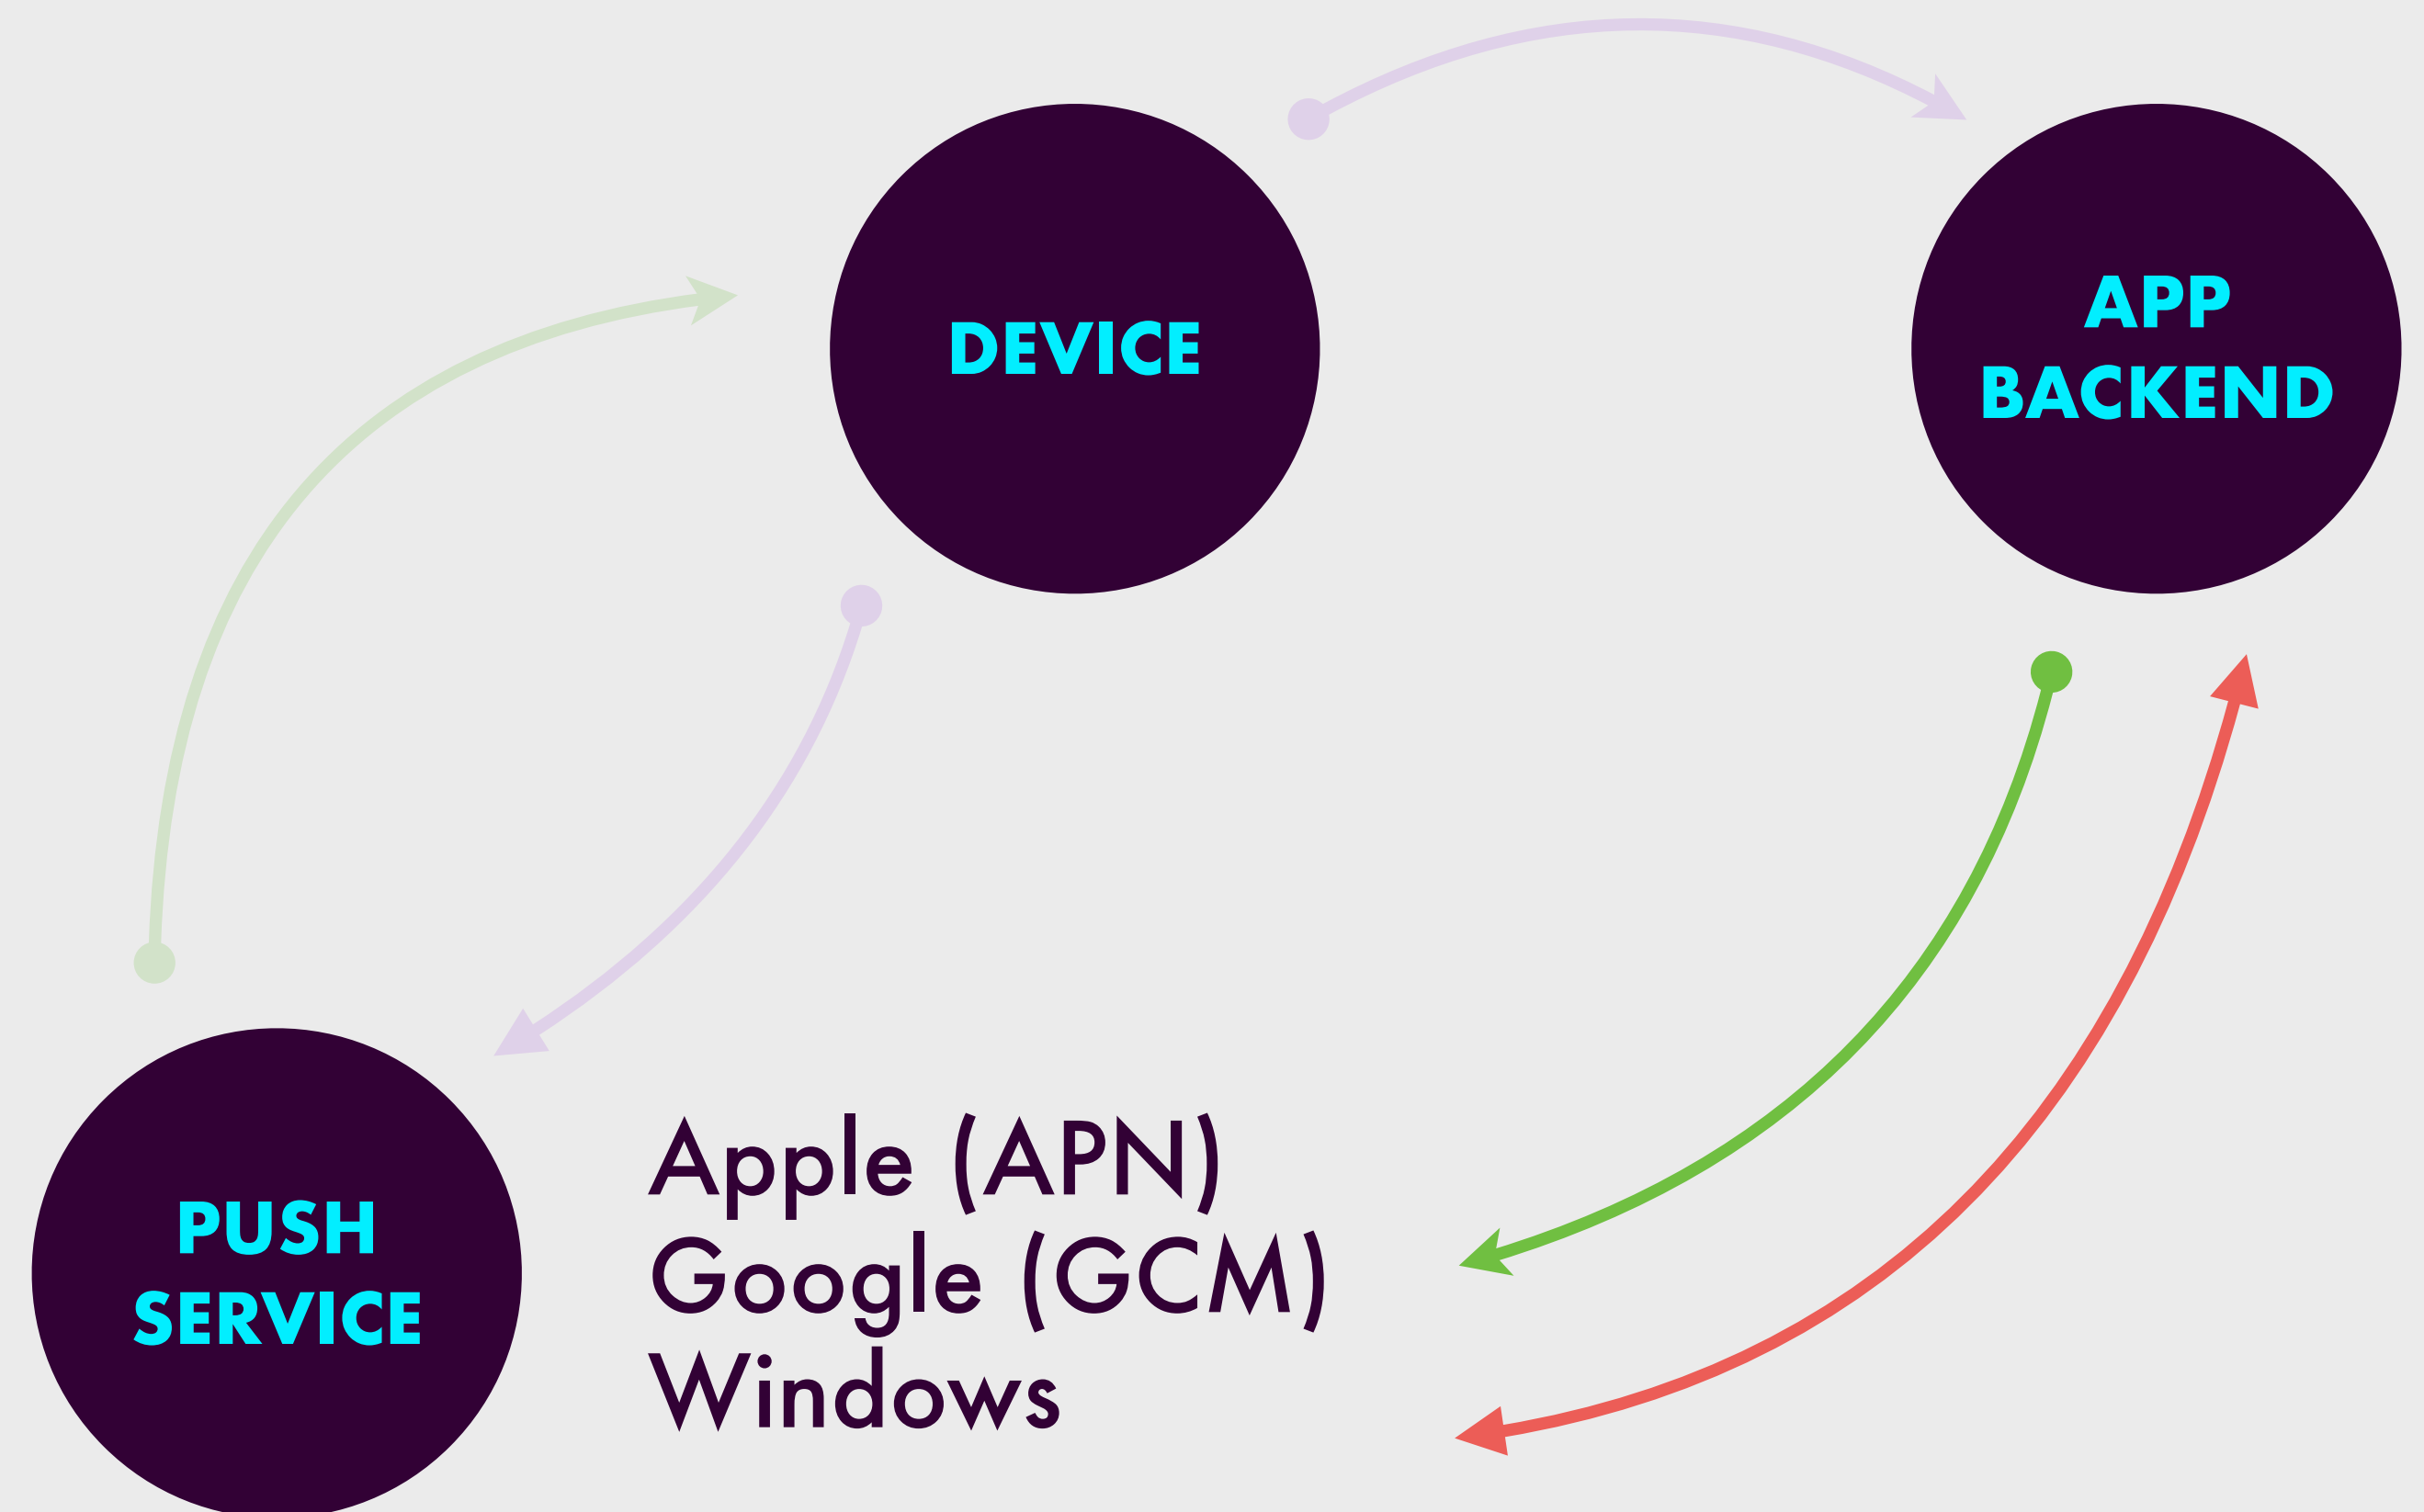 DEVICE
APP
BACKEND
PUSH
SERVICE
Apple (APN)
Google (GCM)
Windows